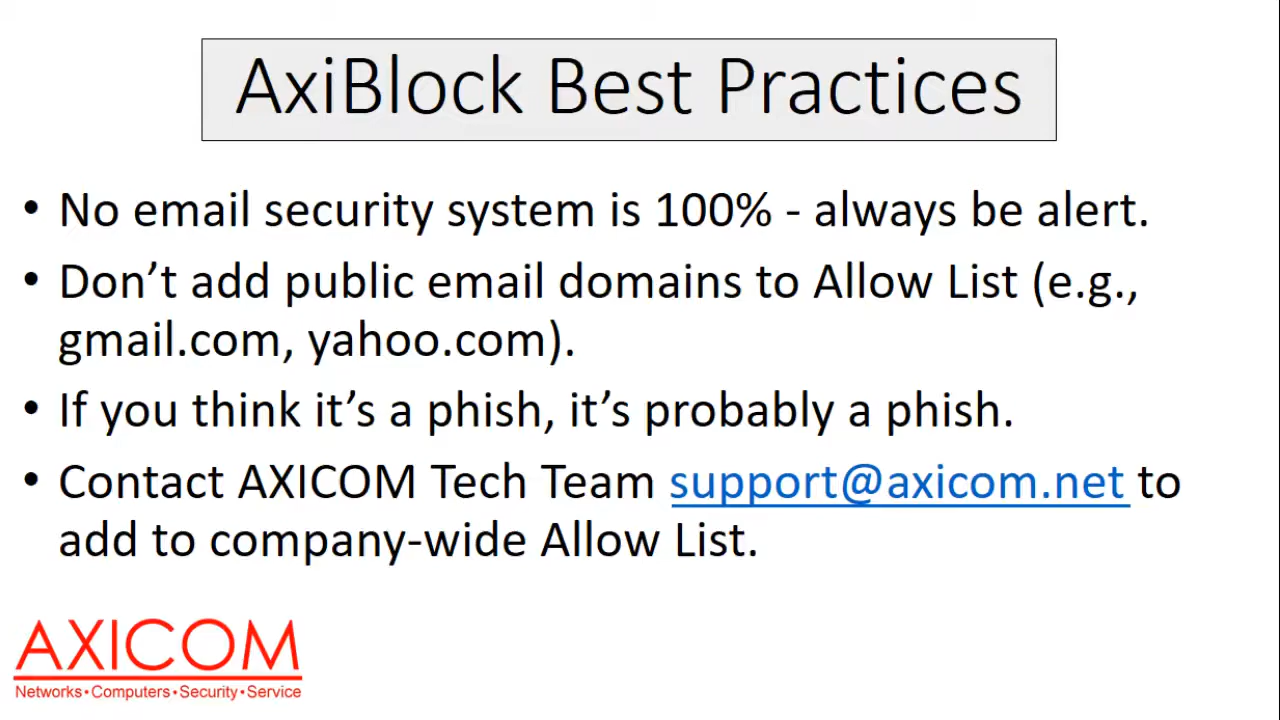 AxiBlock Best Practices
• No email security system is 100% - always be alert.
• Don’t add public email domains to Allow List (e.g.,
gmail.com, yahoo.com).
• If you think it’s a phish, it’s probably a phish.
• Contact AXICOM Tech Team support@axicom.net to
add to company-wide Allow List.
AXICOM
Networks•Computers•Security•Service